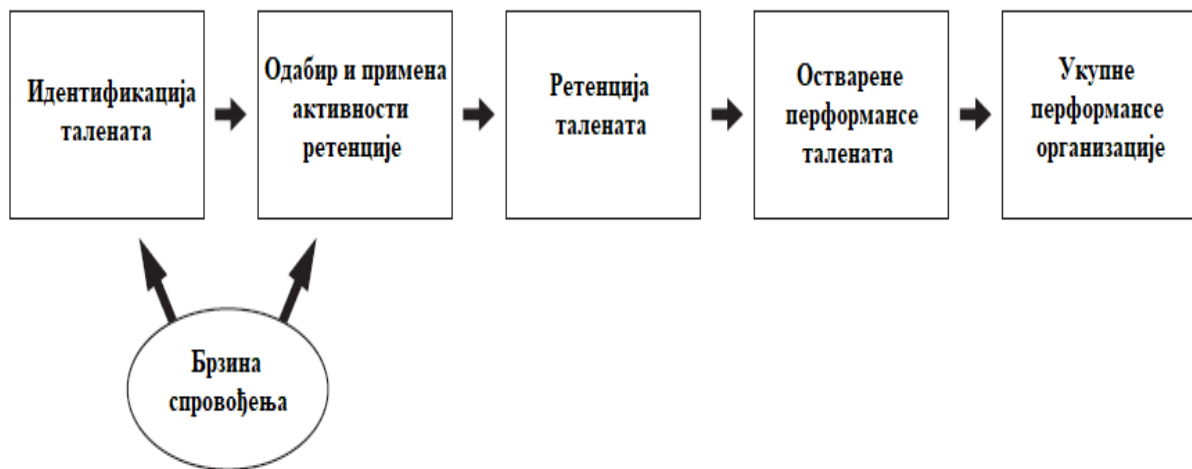 Идентификација
талената
Одабир и примена
активности
ретенције
Ретенција
талената
Остварене
перформансе
талената
Укупне
перформансе
организације
Брзина
спровођења